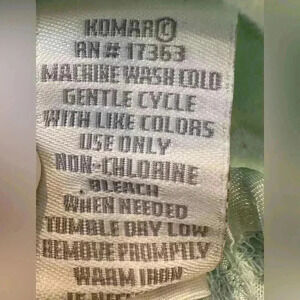 KOMAR©
RN # 17363
MACHINE WASH COLD
GENTLE CYCLE
WITH LIKE COLORS
USE ONLY
NON-CHLORINE
BLEACH
WHEN NEEDED
TUMBLE DRY LOW
REMOVE PROMPTLY
WARM IRON